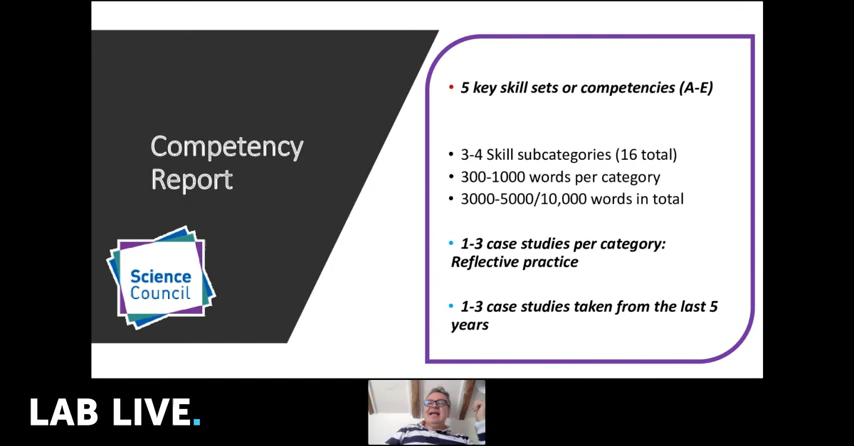 Competency
Report
Science
Council
• 5 key skill sets or competencies (A-E)
• 3-4 Skill subcategories (16 total)
• 300-1000 words per category
• 3000-5000/10,000 words in total
• 1-3 case studies per category:
Reflective practice
• 1-3 case studies taken from the last 5
years
LAB LIVE.